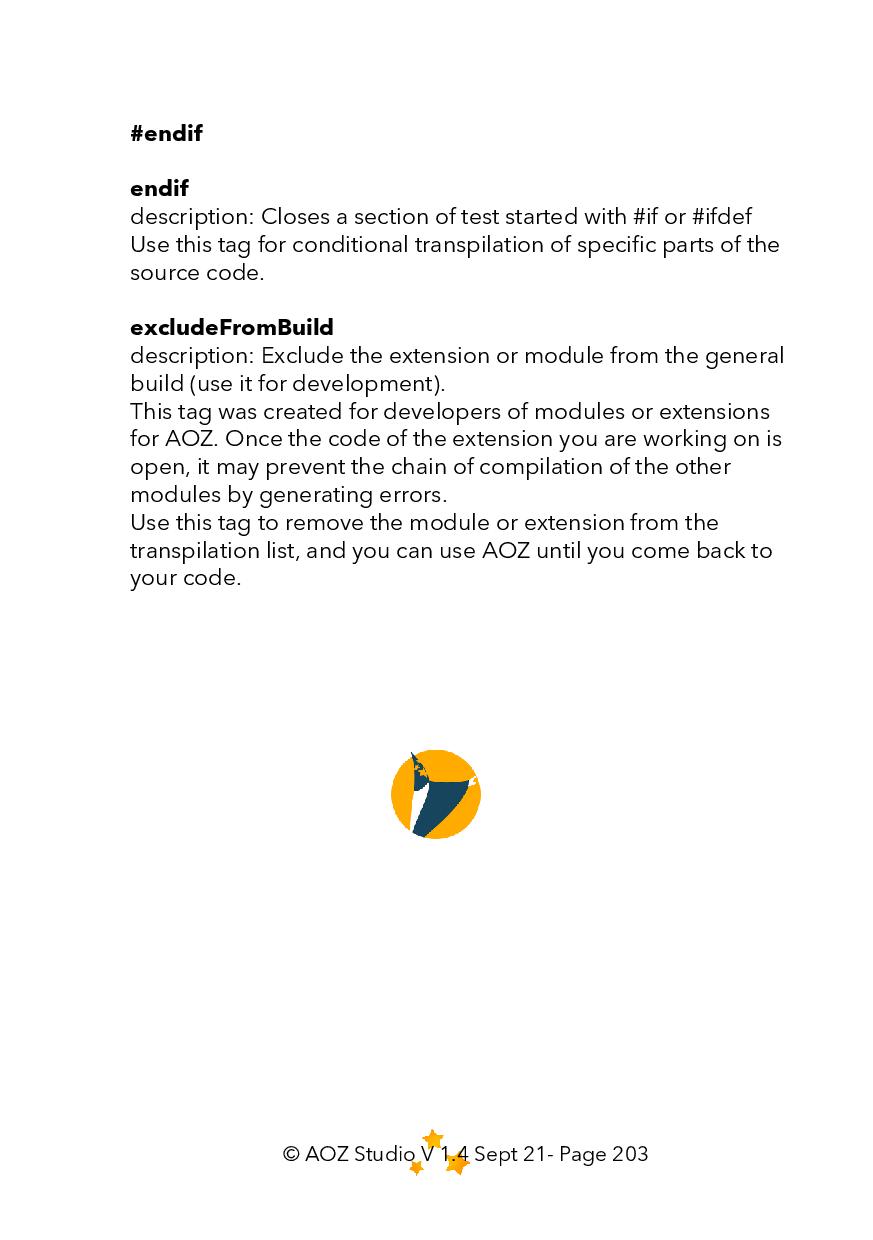 #endif
endif
description: Closes a section of test started with #if or #ifdef
Use this tag for conditional transpilation of specific parts of the
source code.
excludeFromBuild
description: Exclude the extension or module from the general
build (use it for development).
This tag was created for developers of modules or extensions
for AOZ. Once the code of the extension you are working on is
open, it may prevent the chain of compilation of the other
modules by generating errors.
Use this tag to remove the module or extension from the
transpilation list, and you can use AOZ until you come back to
your code.
© AOZ Studio V 1.4 Sept 21- Page 203